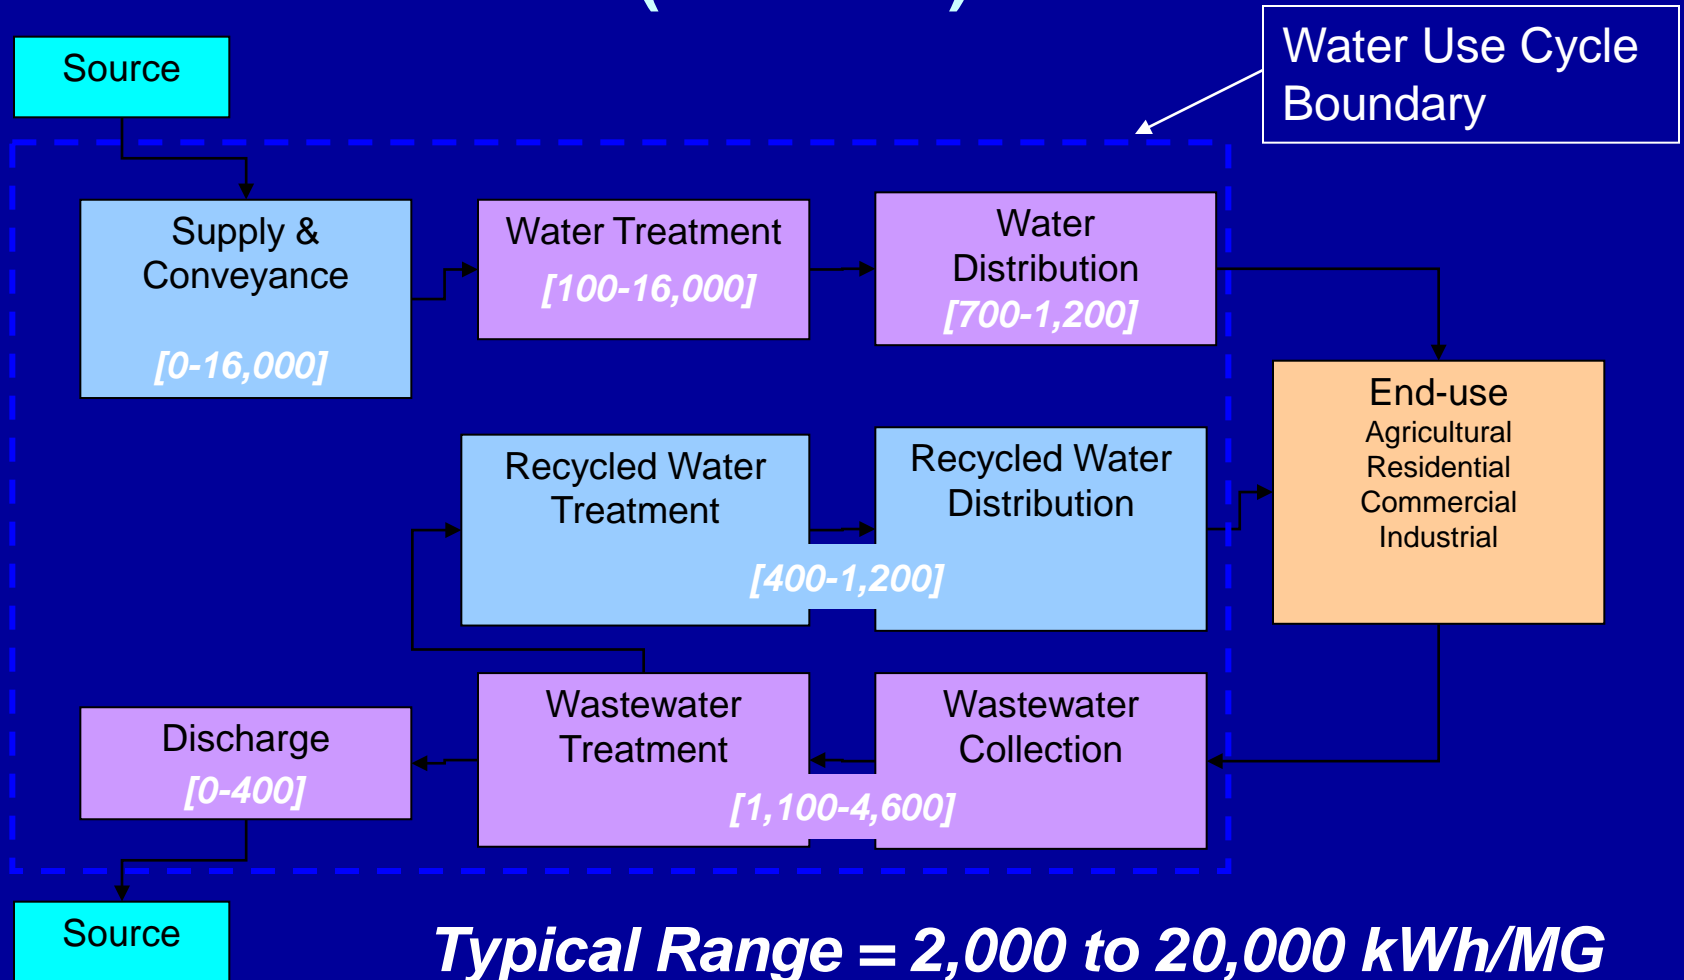 Source
Water Use Cycle
Boundary
Supply &
Conveyance
[0-16,000]
Water Treatment
[100-16,000]
Water
Distribution
[700-1,200]
End-use
Agricultural
Residential
Commercial
Industrial
Recycled Water
Treatment
Recycled Water
Distribution
[400-1,200]
Discharge
[0-400]
Wastewater
Treatment
Wastewater
Collection
[1,100-4,600]
Source
Typical Range = 2,000 to 20,000 kWh/MG